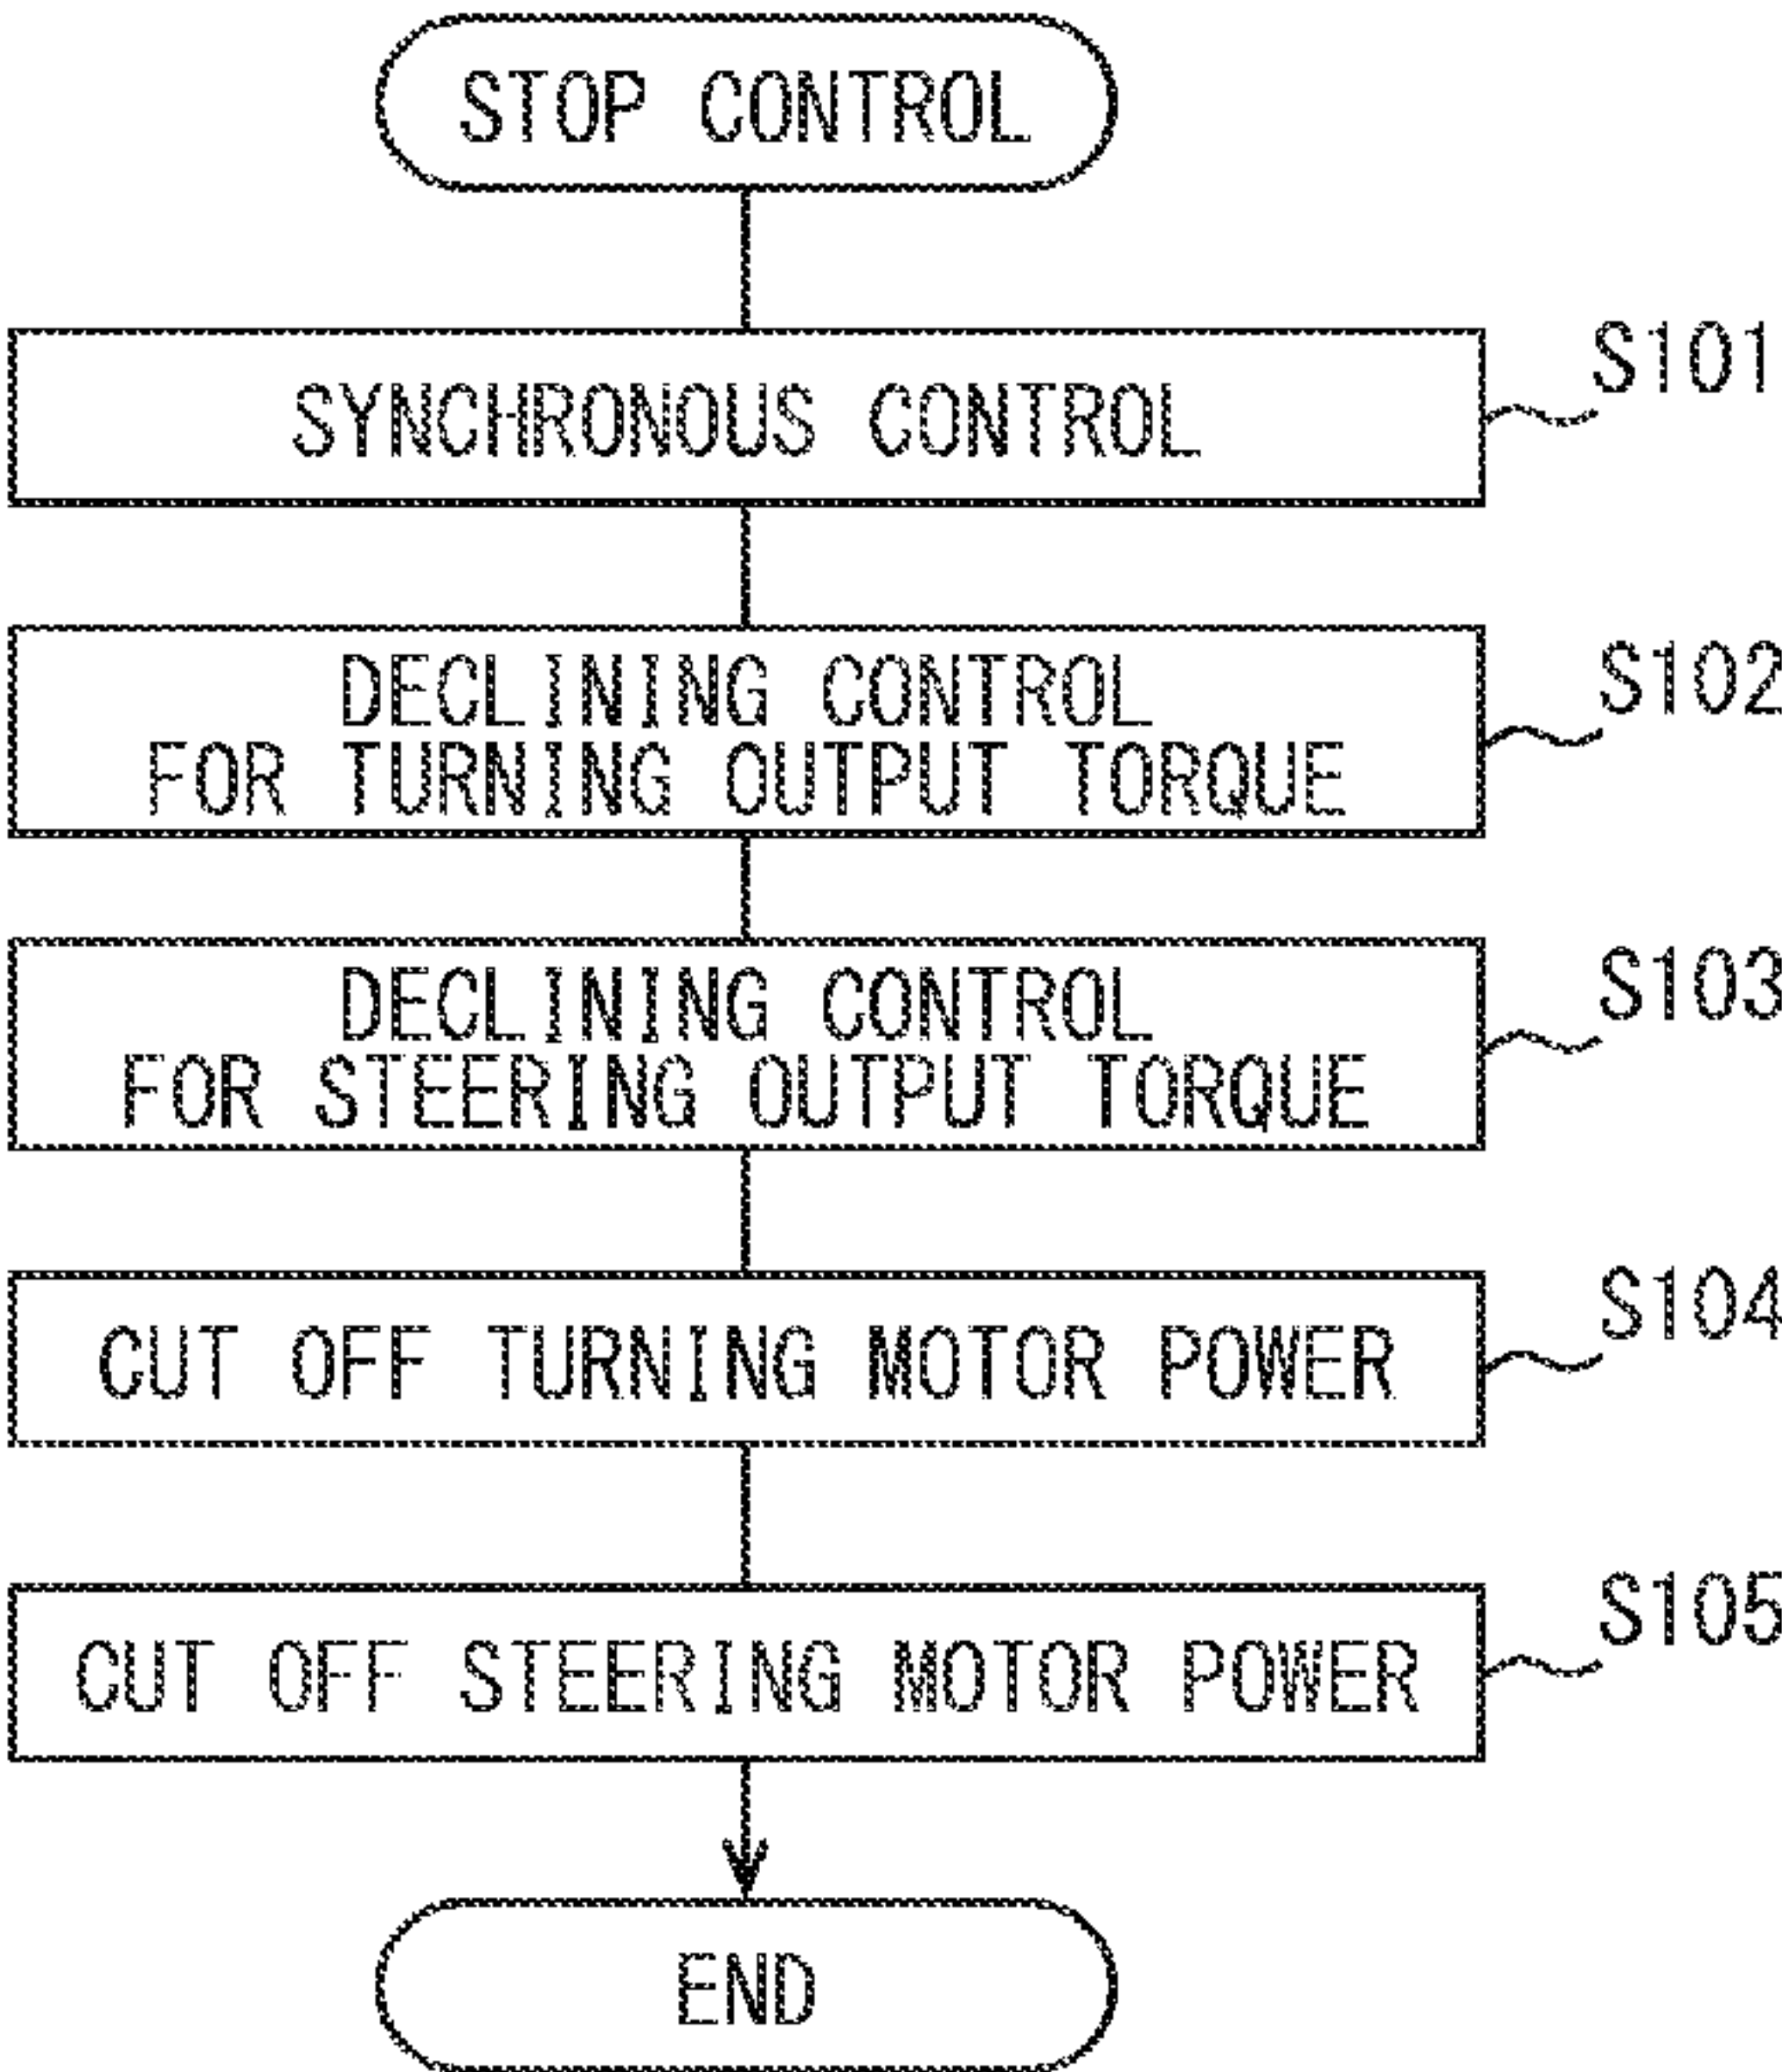 STOP CONTROL
SYNCHRONOUS CONTROL
S101
DECLINING CONTROL
FOR TURNING OUTPUT TORQUE
S102
DECLINING CONTROL
FOR STEERING OUTPUT TORQUE
S103
CUT OFF TURNING MOTOR POWER
S104
CUT OFF STEERING MOTOR POWER
S105
END